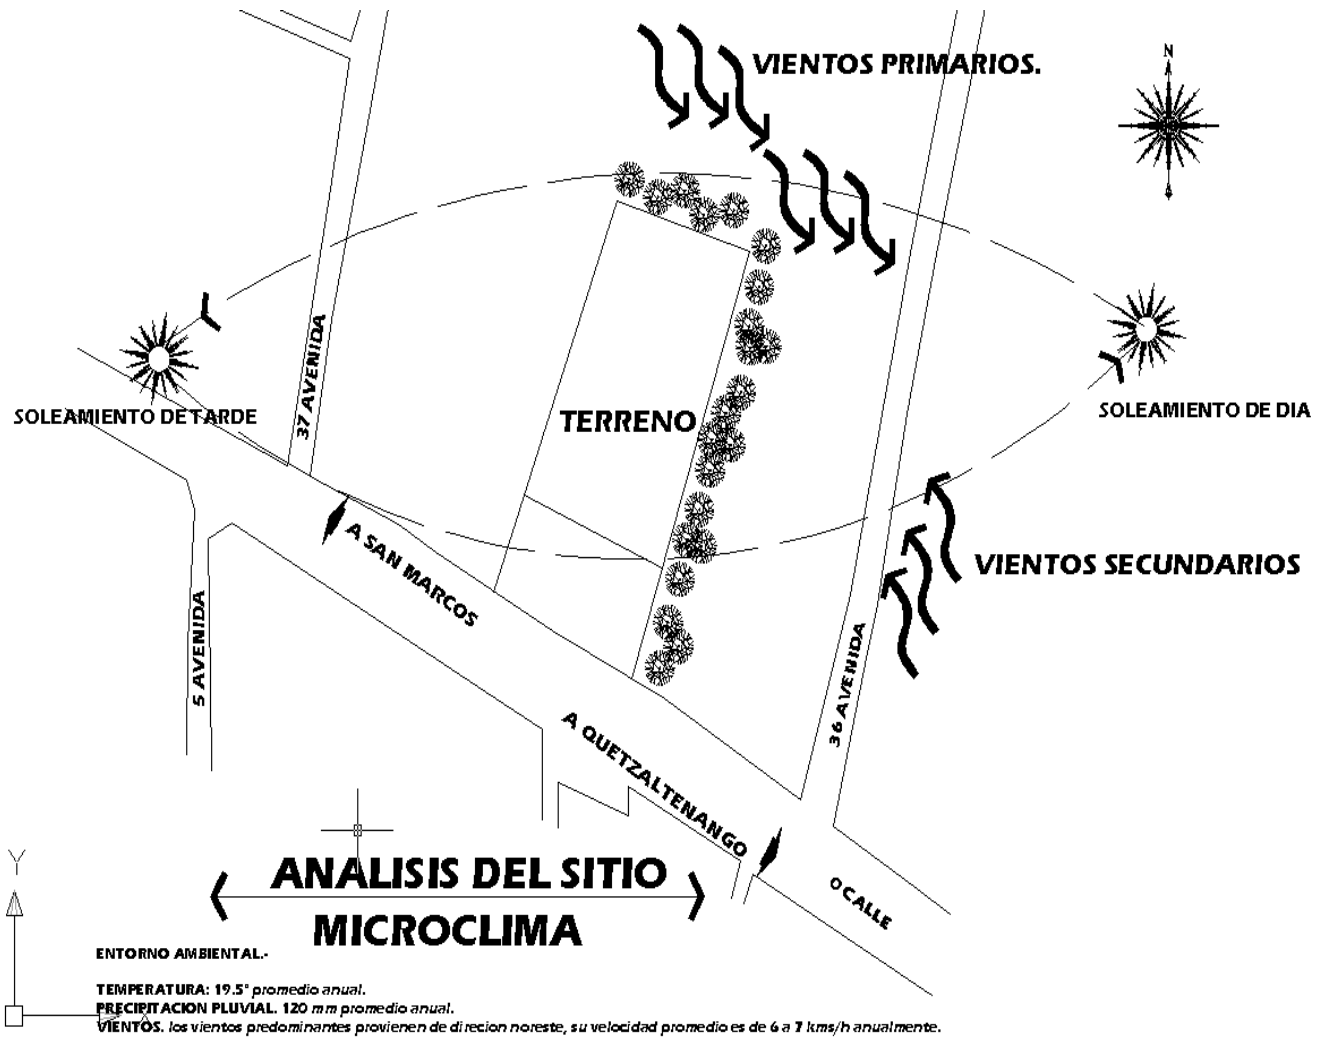 VIENTOS PRIMARIOS.
N
37 AVENIDA
TERRENO
SOLEAMIENTO DE TARDE
SOLEAMIENTO DE DIA
A SAN MARCOS
VIENTOS SECUNDARIOS
5 AVENIDA
36 AVENIDA
A QUETZALTENANGO
O CALLE
Y
ANALISIS DEL SITIO
MICROCLIMA
ENTORNO AMBIENTAL.-
TEMPERATURA: 19.5° promedio anual.
PRECIPITACION PLUVIAL. 120 mm promedio anual.
VIENTOS. los vientos predominantes provienen de direcion noreste, su velocidad promedio es de 6 a 7 kms/h anualmente.